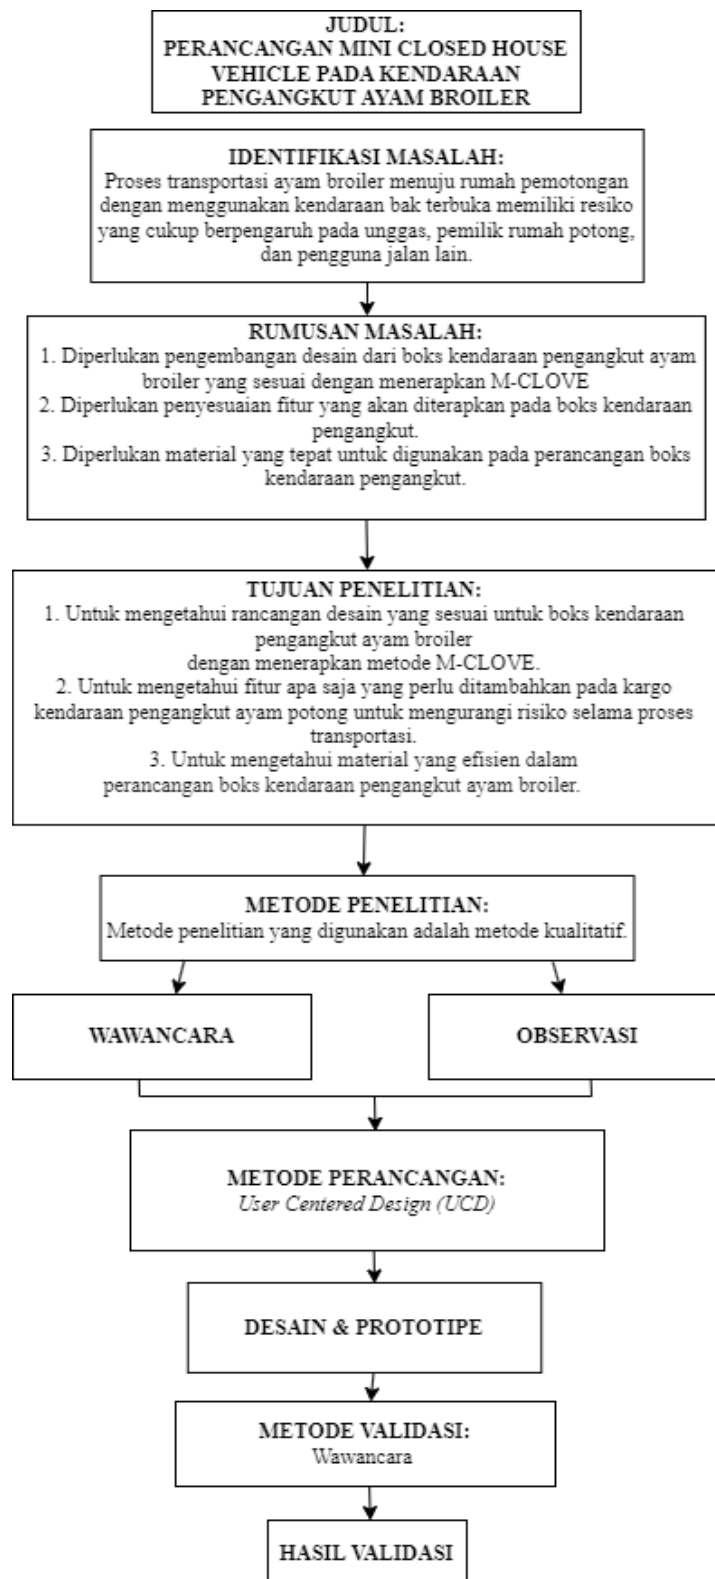 JUDUL:
PERANCANGAN MINI CLOSED HOUSE
VEHICLE PADA KENDARAAN
PENGANGKUT AYAM BROILER
IDENTIFIKASI MASALAH:
Proses transportasi ayam broiler menuju rumah pemotongan
dengan menggunakan kendaraan bak terbuka memiliki resiko
yang cukup berpengaruh pada unggas, pemilik rumah potong,
dan pengguna jalan lain.
RUMUSAN MASALAH:
1. Diperlukan pengembangan desain dari boks kendaraan pengangkut ayam
broiler yang sesuai dengan menerapkan M-CLOVE
2. Diperlukan penyesuaian fitur yang akan diterapkan pada boks kendaraan
pengangkut.
3. Diperlukan material yang tepat untuk digunakan pada perancangan boks
kendaraan pengangkut.
TUJUAN PENELITIAN:
1. Untuk mengetahui rancangan desain yang sesuai untuk boks kendaraan
pengangkut ayam broiler
dengan menerapkan metode M-CLOVE.
2. Untuk mengetahui fitur apa saja yang perlu ditambahkan pada kargo
kendaraan pengangkut ayam potong untuk mengurangi risiko selama proses
transportasi.
3. Untuk mengetahui material yang efisien dalam
perancangan boks kendaraan pengangkut ayam broiler.
METODE PENELITIAN:
Metode penelitian yang digunakan adalah metode kualitatif.
WAWANCARA
OBSERVASI
METODE PERANCANGAN:
User Centered Design (UCD)
DESAIN & PROTOTIPE
METODE VALIDASI:
Wawancara
HASIL VALIDASI